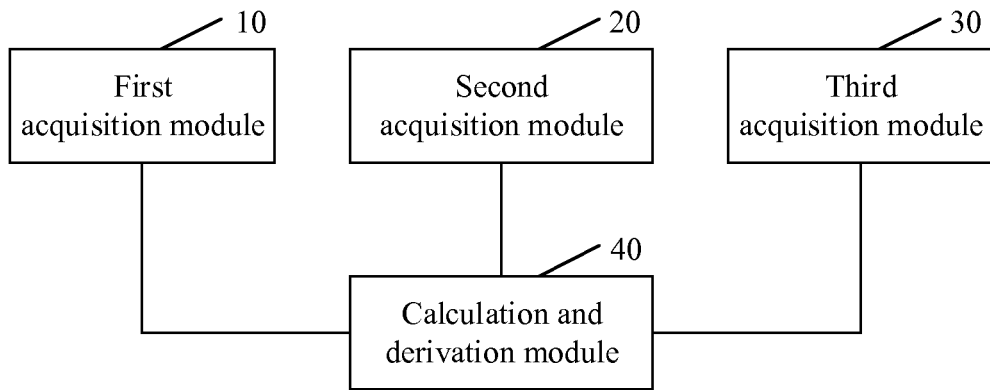 10
First
acquisition module
20
Second
acquisition module
30
Third
acquisition module
40
Calculation and
derivation module